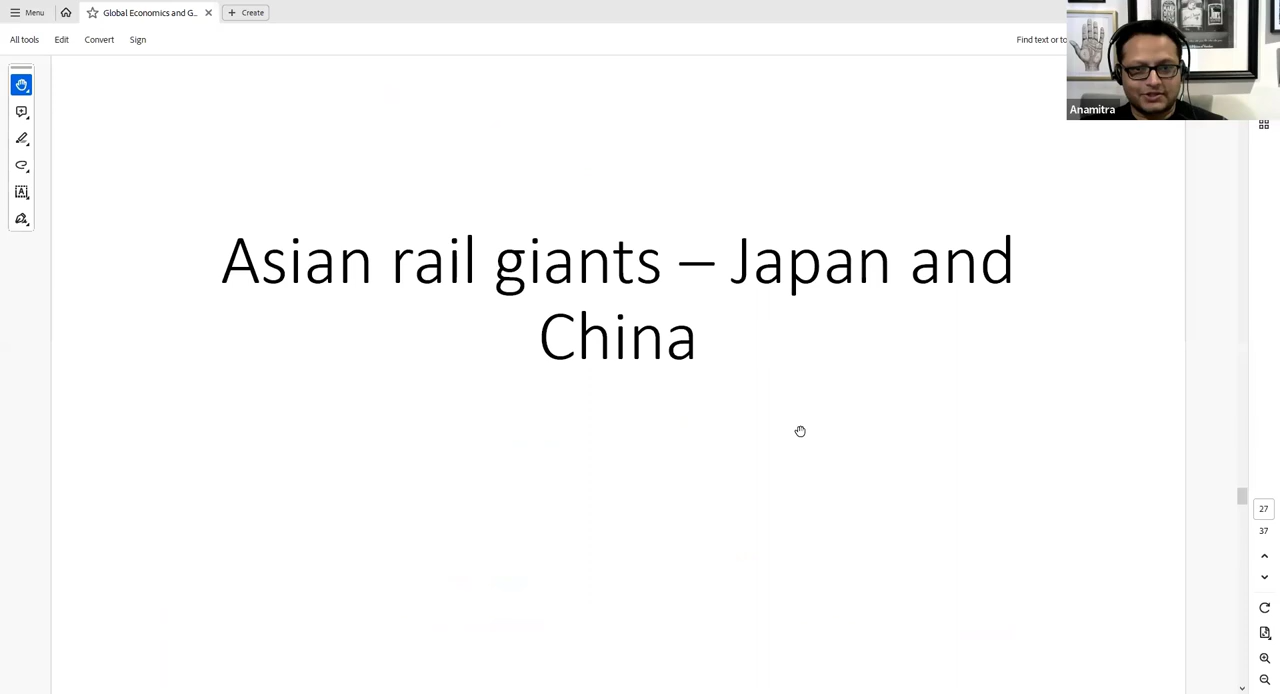 Menu
Global Economics and G...
Create
All tools
Edit
Convert
Sign
Find text or to
Anamitra
Asian rail giants – Japan and
China
27
37